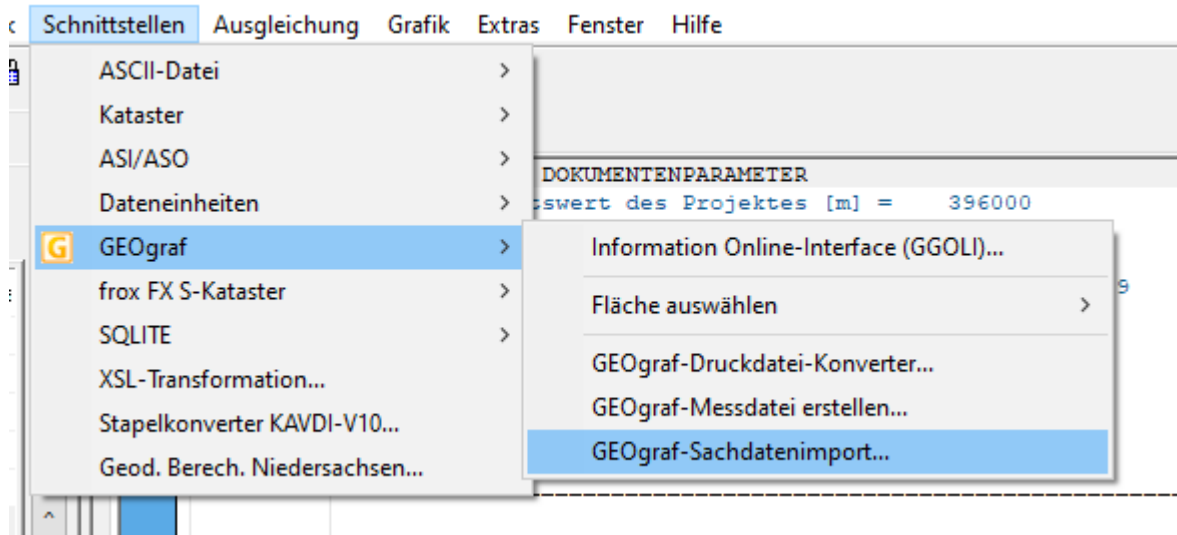 Schnittstellen Ausgleichung Grafik Extras Fenster Hilfe
ASCII-Datei
Kataster
ASI/ASO
Dateneinheiten
GEOgraf
frox FX S-Kataster
SQLITE
XSL-Transformation...
Stapelkonverter KAVDI-V10...
Geod. Berech. Niedersachsen...
DOKUMENTENPARAMETER
swert des Projektes [m] = 396000
Information Online-Interface (GGOLI)...
9
Fläche auswählen
GEOgraf-Druckdatei-Konverter...
GEOgraf-Messdatei erstellen...
GEOgraf-Sachdatenimport...